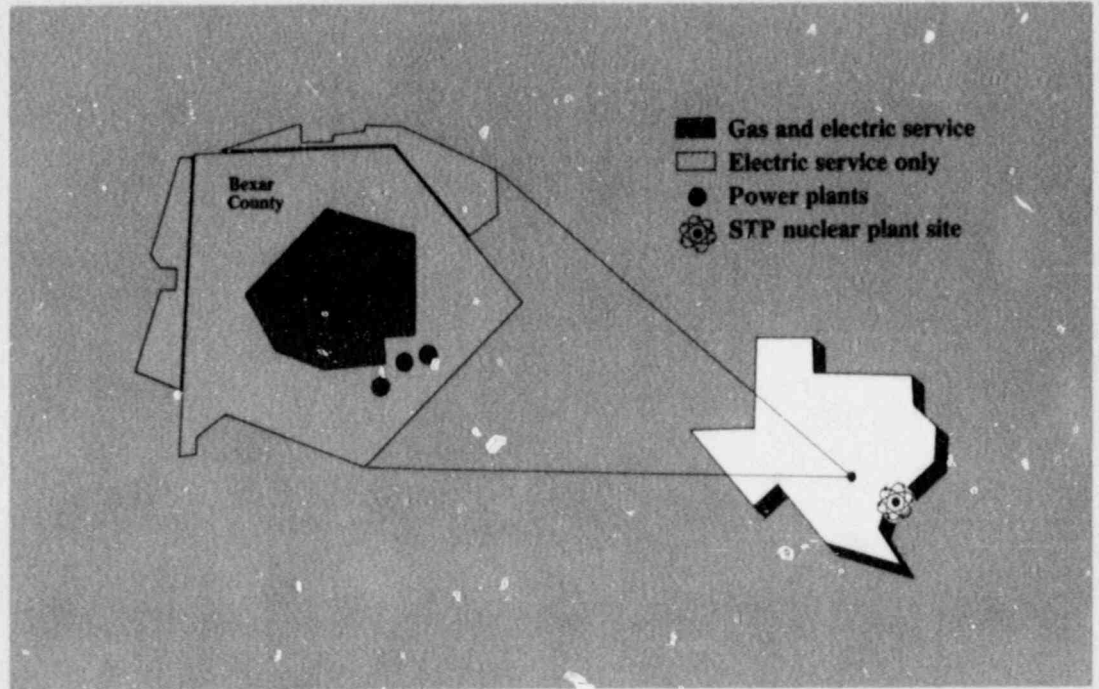 Bexar
County
Gas and electric service
Electric service only
Power plants
STP nuclear plant site